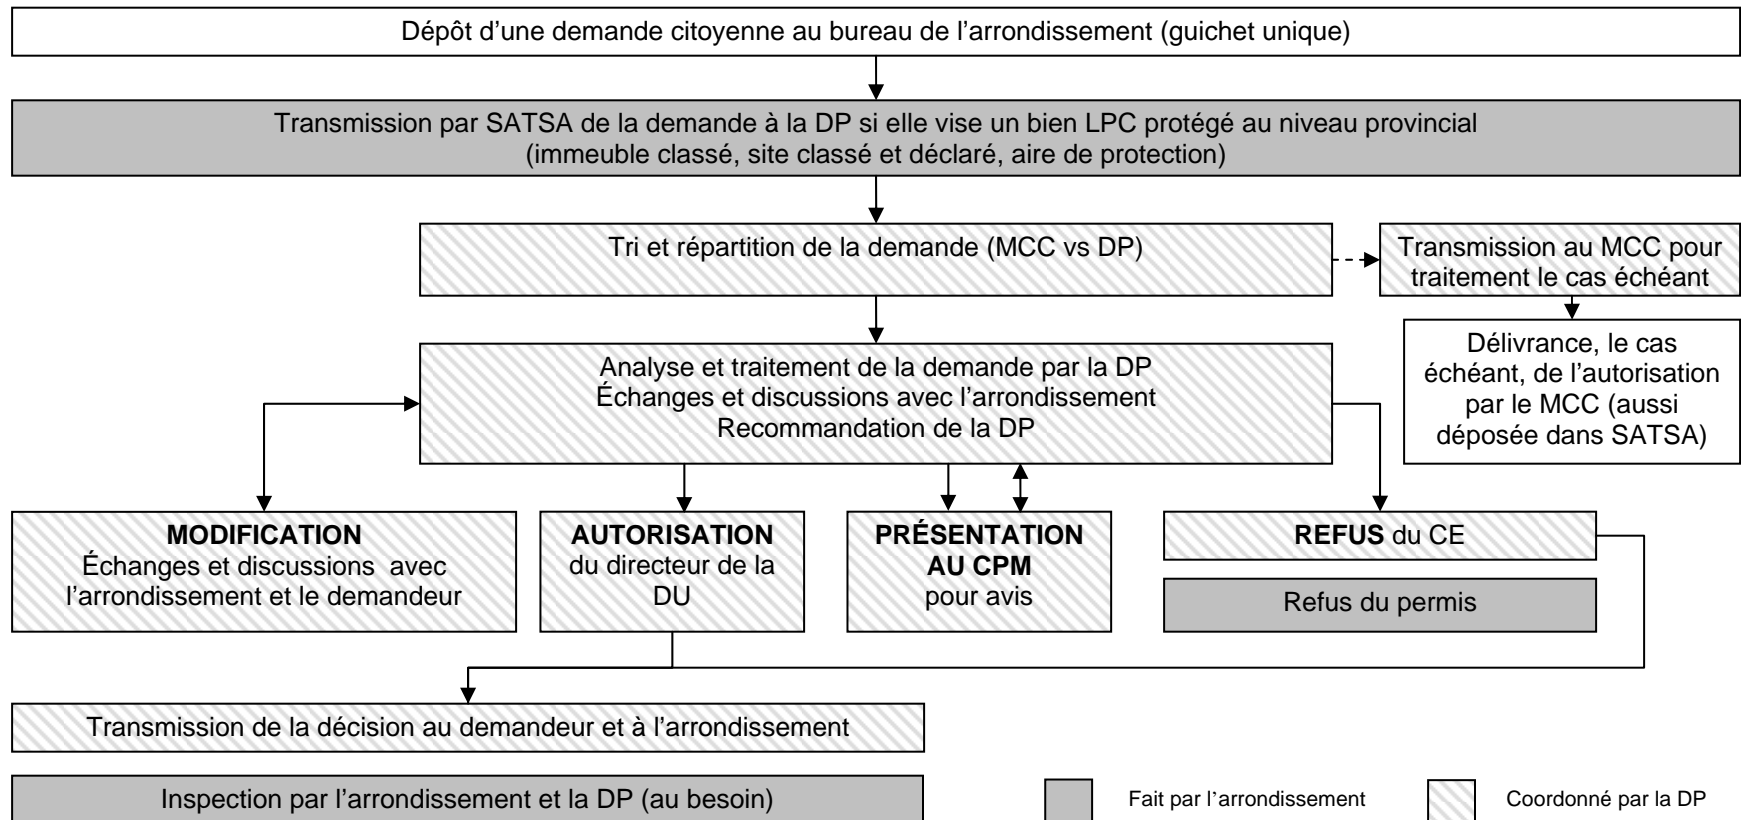 Dépôt d’une demande citoyenne au bureau de l’arrondissement (guichet unique)
Transmission par SATSA de la demande à la DP si elle vise un bien LPC protégé au niveau provincial
(immeuble classé, site classé et déclaré, aire de protection)
Tri et répartition de la demande (MCC vs DP)
Transmission au MCC pour
traitement le cas échéant
Délivrance, le cas
échéant, de l’autorisation
par le MCC (aussi
déposée dans SATSA)
Analyse et traitement de la demande par la DP
Échanges et discussions avec l’arrondissement
Recommandation de la DP
MODIFICATION
Échanges et discussions avec
l’arrondissement et le demandeur
AUTORISATION
du directeur de la
DU
PRÉSENTATION
AU CPM
pour avis
REFUS du CE
Refus du permis
Transmission de la décision au demandeur et à l’arrondissement
Inspection par l’arrondissement et la DP (au besoin)
Fait par l’arrondissement
Coordonné par la DP